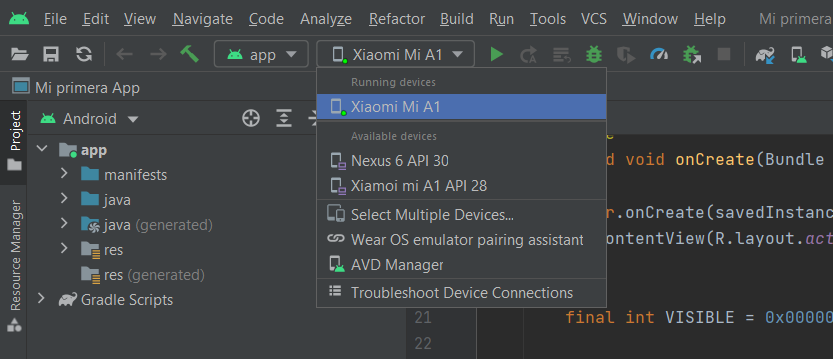 File Edit View Navigate Code Analyze Refactor Build Run Tools VCS Window Help Mi primera
app Xiaomi Mi A1
Mi primera App
Running devices
Xiaomi Mi A1
Available devices
Nexus 6 API 30
Xiamoi mi A1 API 28
Select Multiple Devices...
Wear OS emulator pairing assistant
AVD Manager
Troubleshoot Device Connections
Project
Resource Manager
Android
app
manifests
java
java (generated)
res
res (generated)
Gradle Scripts
d void onCreate(Bundle
r.onCreate(savedInstanc
ontentView(R.layout.act
21 final int VISIBLE = 0x00000
22